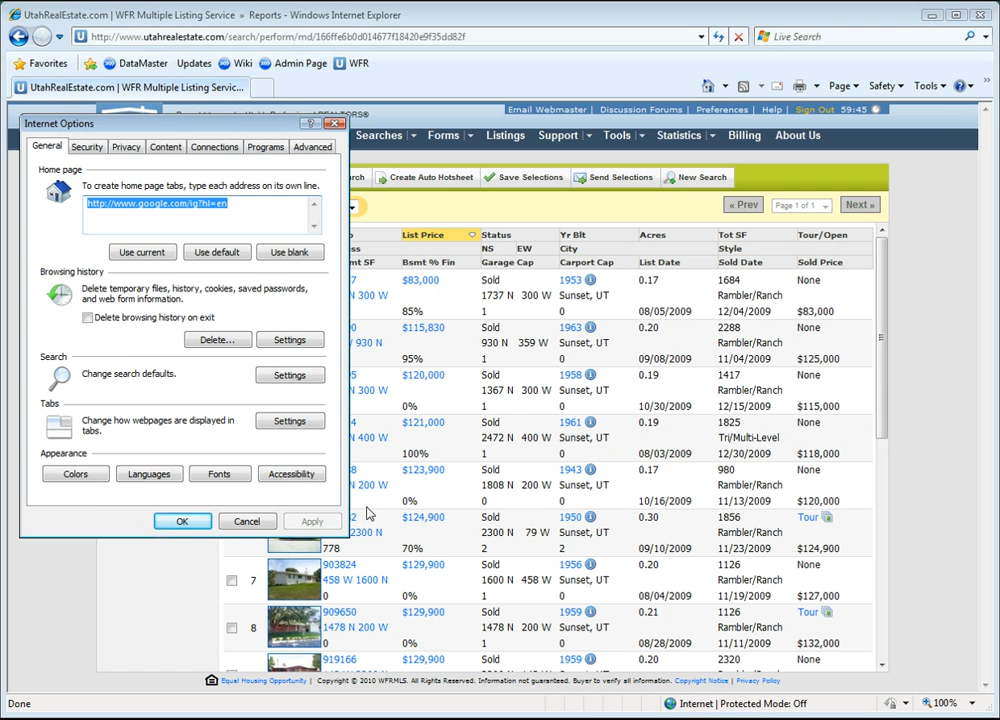 UtahRealEstate.com | WFR Multiple Listing Service » Reports - Windows Internet Explorer
http://www.utahrealestate.com/search/perform/md/166ffe6b0d014677f18420e9f35dd82f
Live Search
Favorites DataMaster Updates Wiki Admin Page WFR
UtahRealEstate.com | WFR Multiple Listing Servic...
Page Safety Tools
Email Webmaster | Discussion Forums | Preferences | Help | Sign Out 59:45
Searches Forms Listings Support Tools Statistics Billing About Us
Internet Options
General Security Privacy Content Connections Programs Advanced
Home page
To create home page tabs, type each address on its own line.
http://www.google.com/ig?hl=en
Use current Use default Use blank
Browsing history
Delete temporary files, history, cookies, saved passwords,
and web form information.
Delete browsing history on exit
Delete... Settings
Search
Change search defaults.
Settings
Tabs
Change how webpages are displayed in
tabs.
Settings
Appearance
Colors Languages Fonts Accessibility
OK Cancel Apply
rch Create Auto Hotsheet Save Selections Send Selections New Search
« Prev Page 1 of 1 Next »
List Price Status Yr Blt Acres Tot SF Tour/Open
ss NS EW City Style
mt SF Bsmt % Fin Garage Cap Carport Cap List Date Sold Date Sold Price
7 $83,000 Sold 1953 0.17 1684 None
N 300 W 1737 N 300 W Sunset, UT Rambler/Ranch
85% 1 0 08/05/2009 12/04/2009 $83,000
90 $115,830 Sold 1963 0.20 2288 None
W 930 N 930 N 359 W Sunset, UT Rambler/Ranch
95% 1 0 09/08/2009 11/04/2009 $125,000
95 $120,000 Sold 1958 0.19 1417 None
N 300 W 1367 N 300 W Sunset, UT Rambler/Ranch
0% 1 0 10/30/2009 12/15/2009 $115,000
4 $121,000 Sold 1961 0.19 1825 None
N 400 W 2472 N 400 W Sunset, UT Tri/Multi-Level
100% 1 0 08/03/2009 12/30/2009 $118,000
38 $123,900 Sold 1943 0.17 980 None
N 200 W 1808 N 200 W Sunset, UT Rambler/Ranch
0% 0 0 10/16/2009 11/13/2009 $120,000
2 $124,900 Sold 1950 0.30 1856 Tour
2300 N 2300 N 79 W Sunset, UT Rambler/Ranch
778 70% 2 2 09/10/2009 11/23/2009 $124,900
903824 $129,900 Sold 1956 0.20 1126 None
7 458 W 1600 N 1600 N 458 W Sunset, UT Rambler/Ranch
0 0% 1 0 08/04/2009 11/19/2009 $127,000
909650 $129,900 Sold 1959 0.21 1126 Tour
8 1478 N 200 W 1478 N 200 W Sunset, UT Rambler/Ranch
0 0% 1 0 08/28/2009 11/11/2009 $132,000
919166 $129,900 Sold 1959 0.20 2320 None
Equal Housing Opportunity | Copyright © 2010 WFRMLS. All Rights Reserved. Information not guaranteed. Buyer to verify all information. Copyright Notice | Privacy Policy
Done Internet | Protected Mode: Off 100%